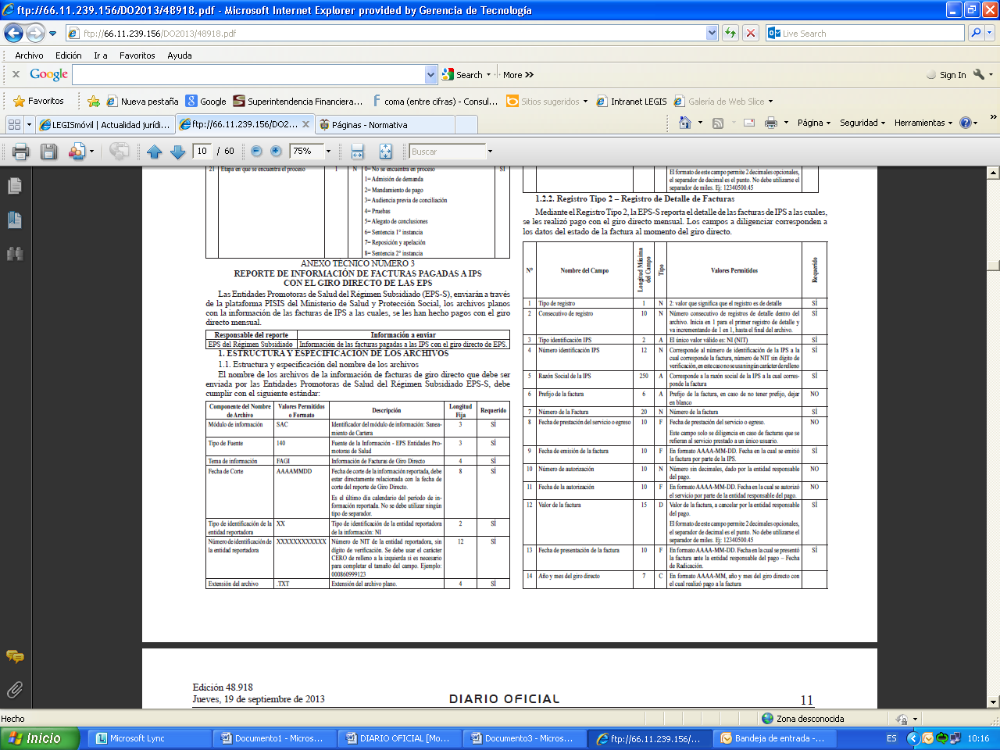 ftp://66.11.239.156/DO2013/48918.pdf - Microsoft Internet Explorer provided by Gerencia de Tecnología
ftp://66.11.239.156/DO2013/48918.pdf
Live Search
Archivo Edición Ir a Favoritos Ayuda
Google Search More Sign In
Favoritos Nueva pestaña Google Superintendencia Financiera... coma (entre cifras) - Consul... Sitios sugeridos Intranet LEGIS Galería de Web Slice
LEGISmóvil | Actualidad jurídi... ftp://66.11.239.156/DO2... Páginas - Normativa Página Seguridad Herramientas
10 / 60 75% Buscar
21 Etapa en que se encuentra el proceso 1 N 0= No se encuentra en proceso SÍ
1= Admisión de demanda
2= Mandamiento de pago
3= Audiencia previa de conciliación
4= Pruebas
5= Alegato de conclusiones
6= Sentencia 1° instancia
7= Reposición y apelación
8= Sentencia 2° instancia
ANEXO TÉCNICO NÚMERO 3
REPORTE DE INFORMACIÓN DE FACTURAS PAGADAS A IPS
CON EL GIRO DIRECTO DE LAS EPS
Las Entidades Promotoras de Salud del Régimen Subsidiado (EPS-S), enviarán a través
de la plataforma PISIS del Ministerio de Salud y Protección Social, los archivos planos
con la información de las facturas de IPS a las cuales, se les han hecho pagos con el giro
directo mensual.
Responsable del reporte Información a enviar
EPS del Régimen Subsidiado Información de las facturas pagadas a las IPS con el giro directo de EPS.
1. ESTRUCTURA Y ESPECIFICACIÓN DE LOS ARCHIVOS
1.1. Estructura y especificación del nombre de los archivos
El nombre de los archivos de la información de facturas de giro directo que debe ser
enviada por las Entidades Promotoras de Salud del Régimen Subsidiado EPS-S, debe
cumplir con el siguiente estándar:
Componente del Nombre de Archivo Valores Permitidos o Formato Descripción Longitud Fija Requerido
Módulo de información SAC Identificador del módulo de información: Sanea-
miento de Cartera 3 SÍ
Tipo de Fuente 140 Fuente de la Información - EPS Entidades Pro-
motoras de Salud 3 SÍ
Tema de información FAGI Información de Facturas de Giro Directo 4 SÍ
Fecha de Corte AAAAMMDD Fecha de corte de la información reportada, debe 8 SÍ
estar directamente relacionada con la fecha de
corte del reporte de Giro Directo.
Es el último día calendario del período de in-
formación reportada. No se debe utilizar ningún
tipo de separador.
Tipo de identificación de la entidad reportadora XX Tipo de identificación de la entidad reportadora
de la información: NI 2 SÍ
Número de identificación de la entidad reportadora XXXXXXXXXXXX Número de NIT de la entidad reportadora, sin 12 SÍ
dígito de verificación. Se debe usar el carácter
CERO de relleno a la izquierda si es necesario
para completar el tamaño del campo. Ejemplo:
000860999123
Extensión del archivo .TXT Extensión del archivo plano. 4 SÍ
El formato de este campo permite 2 decimales opcionales,
el separador de decimal es el punto. No debe utilizarse el
separador de miles. Ej: 12340500.45
1.2.2. Registro Tipo 2 – Registro de Detalle de Facturas
Mediante el Registro Tipo 2, la EPS-S reporta el detalle de las facturas de IPS a las cuales,
se les realizó pago con el giro directo mensual. Los campos a diligenciar corresponden a
los datos del estado de la factura al momento del giro directo.
N° Nombre del Campo Longitud Máxima del Campo Tipo Valores Permitidos Requerido
1 Tipo de registro 1 N 2: valor que significa que el registro es de detalle SÍ
2 Consecutivo de registro 10 N Número consecutivo de registros de detalle dentro del SÍ
archivo. Inicia en 1 para el primer registro de detalle y
va incrementando de 1 en 1, hasta el final del archivo.
3 Tipo identificación IPS 2 A El único valor válido es: NI (NIT) SÍ
4 Número identificación IPS 12 N Corresponde al número de identificación de la IPS a la SÍ
cual corresponde la factura, número de NIT sin dígito de
verificación, en este caso no se usa ningún carácter de relleno
5 Razón Social de la IPS 250 A Corresponde a la razón social de la IPS a la cual corres- SÍ
ponde la factura
6 Prefijo de la factura 6 A Prefijo de la factura, en caso de no tener prefijo, dejar NO
en blanco
7 Número de la Factura 20 N Número de la factura SÍ
8 Fecha de prestación del servicio o egreso 10 F Fecha de prestación del servicio o egreso. NO
Este campo solo se diligencia en caso de facturas que se
refieran al servicio prestado a un único usuario.
9 Fecha de emisión de la factura 10 F En formato AAAA-MM-DD. Fecha en la cual se emitió SÍ
la factura por parte de la IPS.
10 Número de autorización 10 N Número sin decimales, dado por la entidad responsable NO
del pago.
11 Fecha de la autorización 10 F En formato AAAA-MM-DD. Fecha en la cual se autorizó NO
el servicio por parte de la entidad responsable del pago.
12 Valor de la factura 15 D Valor de la factura, a cancelar por la entidad responsable SÍ
del pago.
El formato de este campo permite 2 decimales opcionales,
el separador de decimal es el punto. No debe utilizarse el
separador de miles. Ej: 12340500.45
13 Fecha de presentación de la factura 10 F En formato AAAA-MM-DD. Fecha en la cual se presentó SÍ
la factura ante la entidad responsable del pago – Fecha
de Radicación.
14 Año y mes del giro directo 7 C En formato AAAA-MM, año y mes del giro directo con
el cual realizó pago a la factura
Edición 48.918
Jueves, 19 de septiembre de 2013 DIARIO OFICIAL 11
Hecho Zona desconocida
Inicio Microsoft Lync Documento1 - Micros... DIARIO OFICIAL [Mo... Documento3 - Micros... ftp://66.11.239.156/... Bandeja de entrada -... ES 10:16